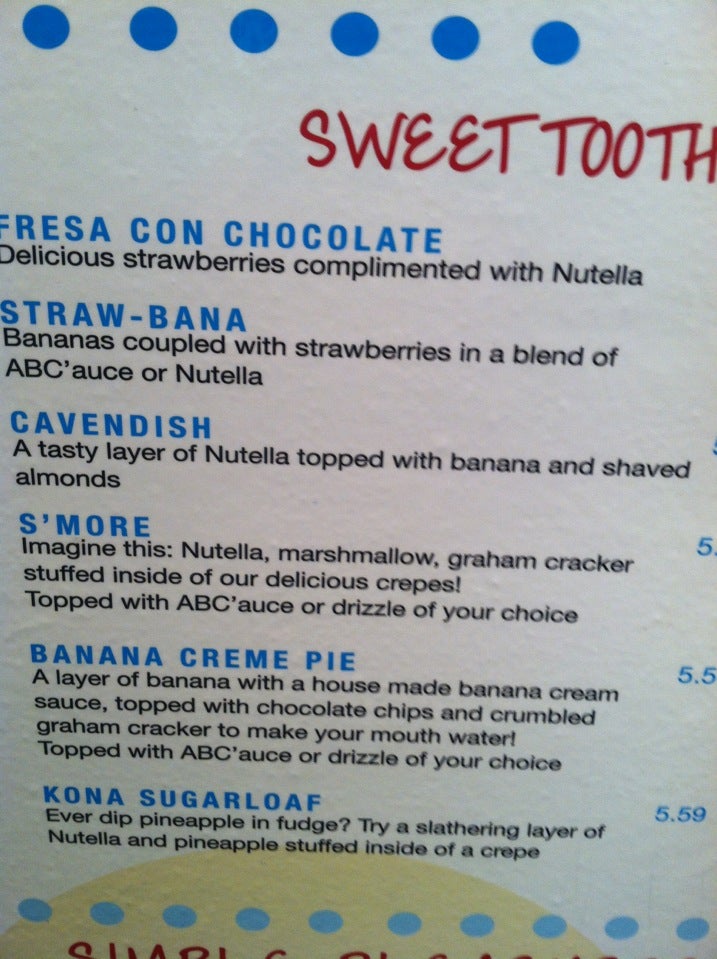 SWEET TOOTH
FRESA CON CHOCOLATE
Delicious strawberries complimented with Nutella
STRAW-BANA
Bananas coupled with strawberries in a blend of
ABC'auce or Nutella
CAVENDISH
A tasty layer of Nutella topped with banana and shaved
almonds
S'MORE 5.
Imagine this: Nutella, marshmallow, graham cracker
stuffed inside of our delicious crepes!
Topped with ABC'auce or drizzle of your choice
BANANA CREME PIE 5.5
A layer of banana with a house made banana cream
sauce, topped with chocolate chips and crumbled
graham cracker to make your mouth water!
Topped with ABC'auce or drizzle of your choice
KONA SUGARLOAF 5.59
Ever dip pineapple in fudge? Try a slathering layer of
Nutella and pineapple stuffed inside of a crepe